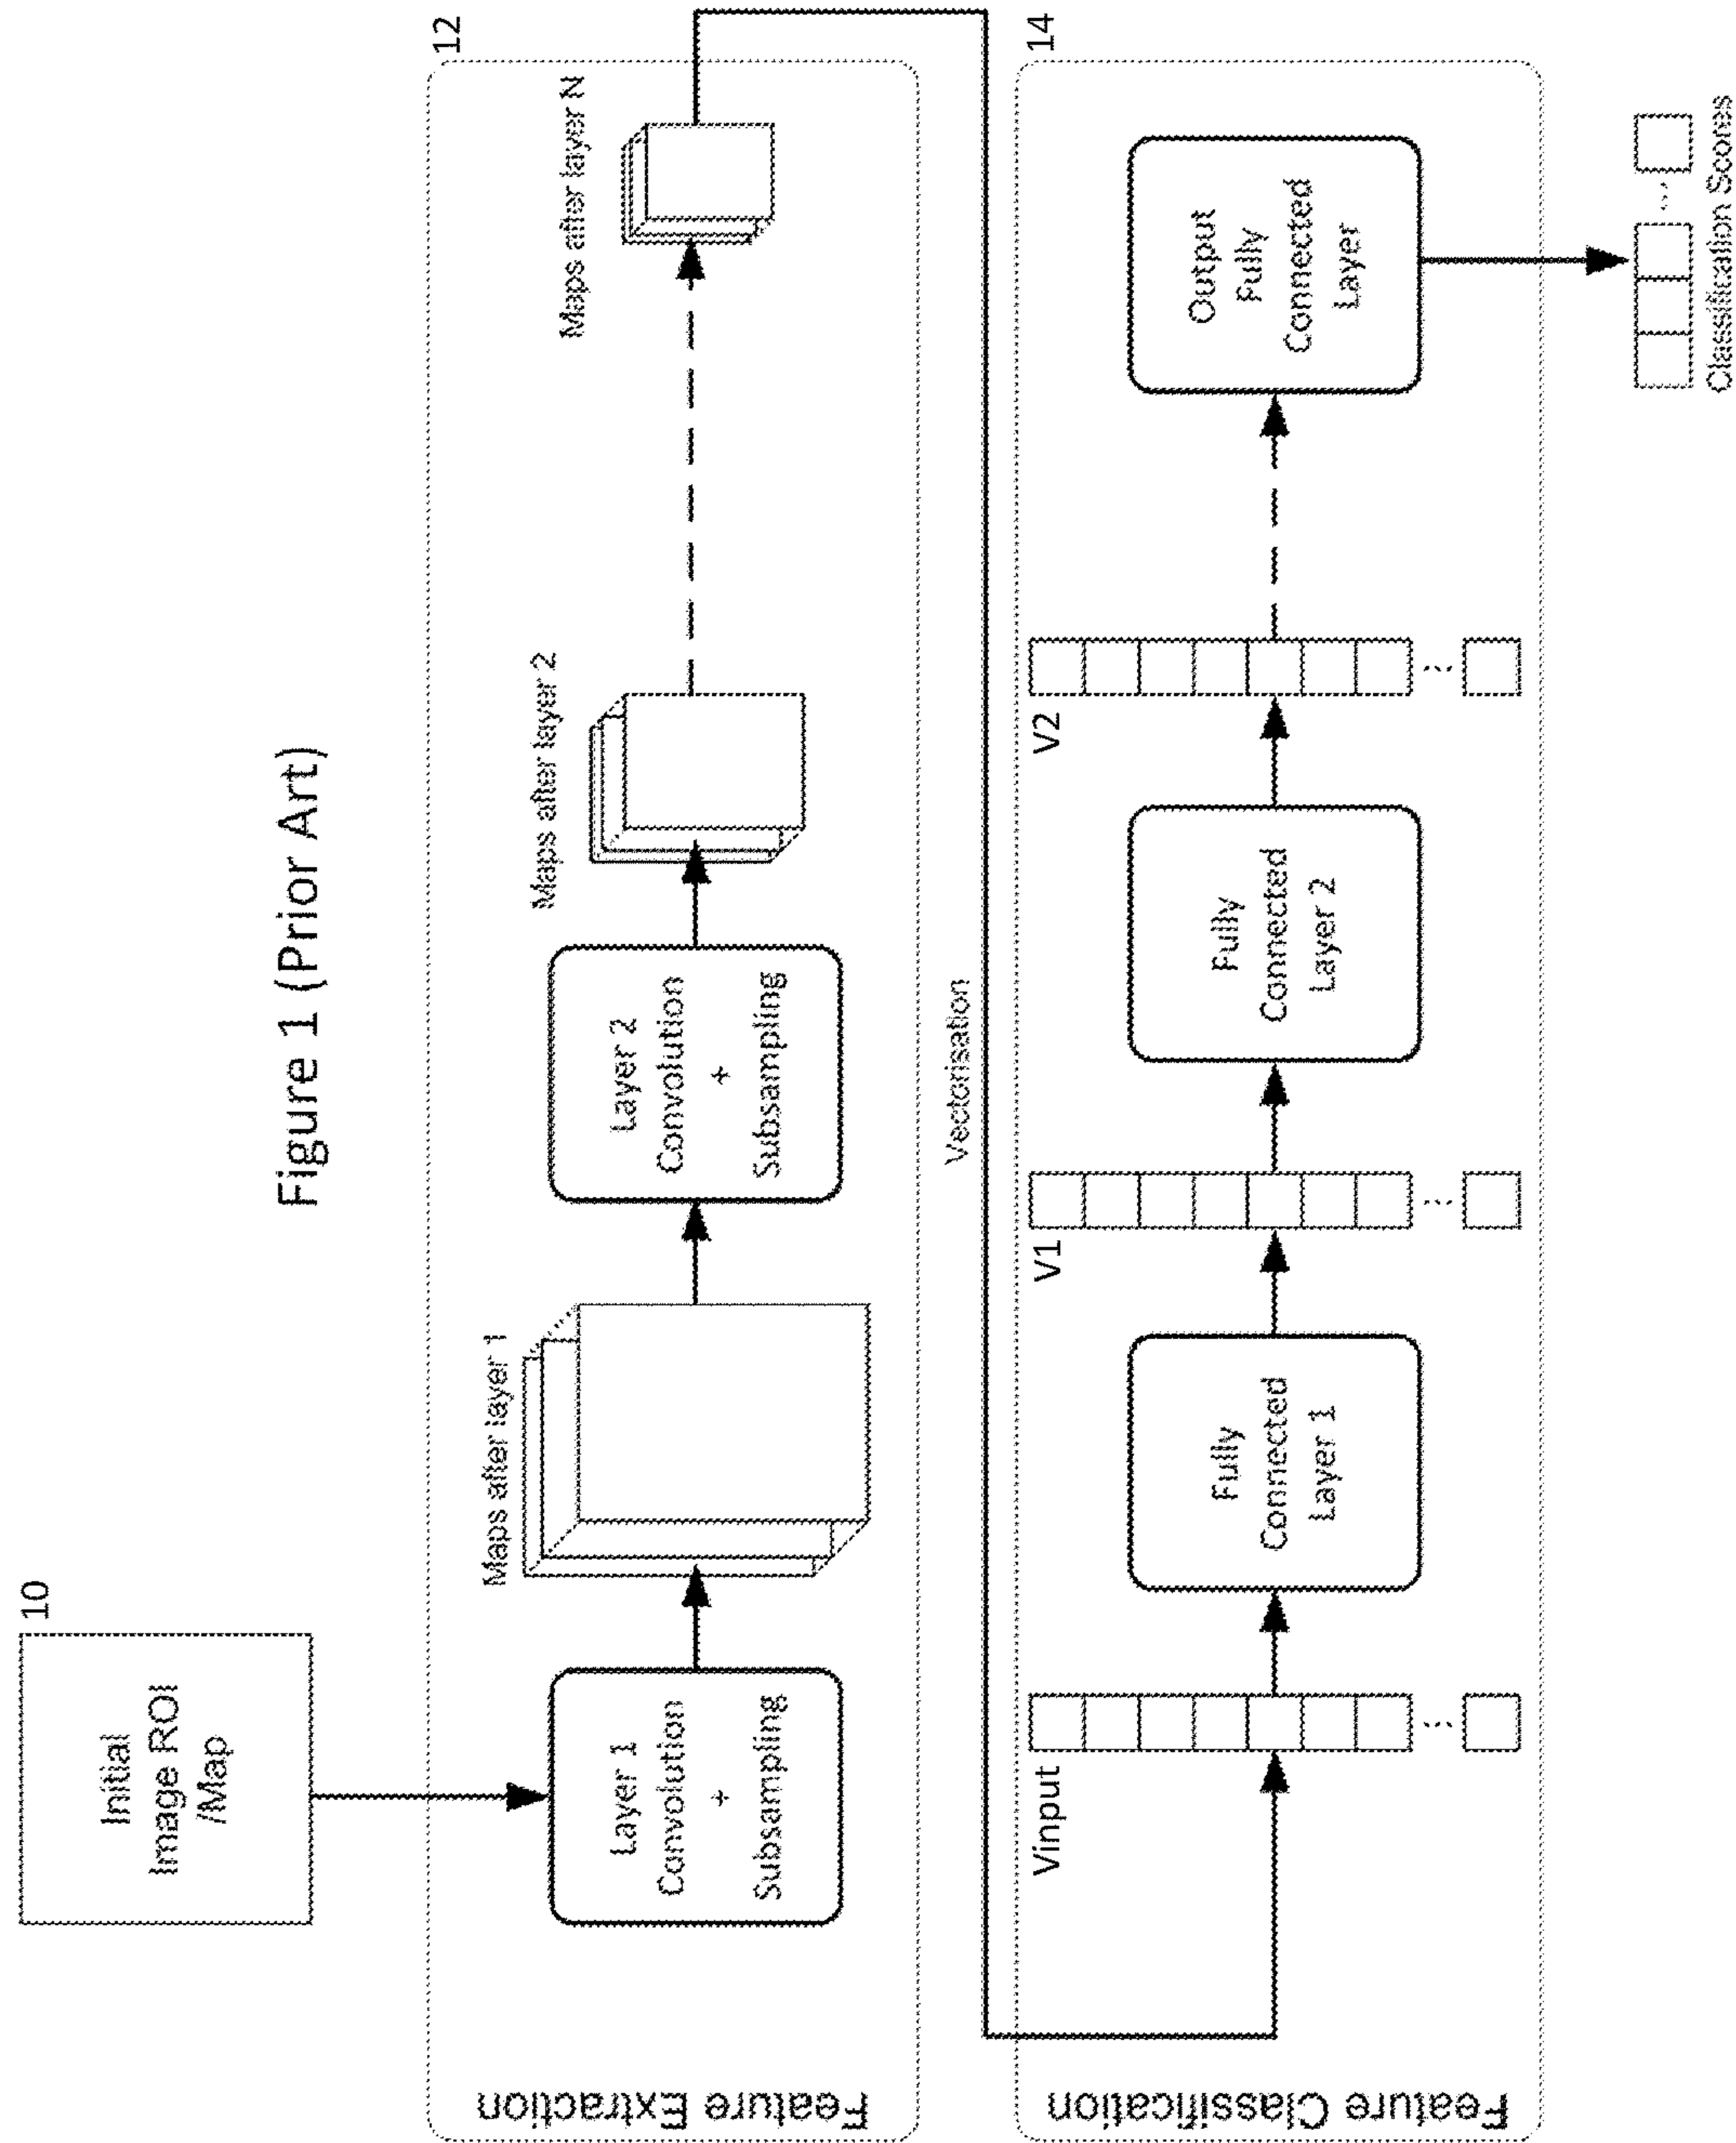 Figure 1 (Prior Art)
10
Initial
Image ROI
/Map
12
Feature Extraction
Layer 1
Convolution
+
Subsampling
Maps after layer 1
Layer 2
Convolution
+
Subsampling
Maps after layer 2
Maps after layer N
Vectorisation
14
Feature Classification
Vinput
...
Fully
Connected
Layer 1
V1
...
Fully
Connected
Layer 2
V2
...
Output
Fully
Connected
Layer
...
Classification Scores